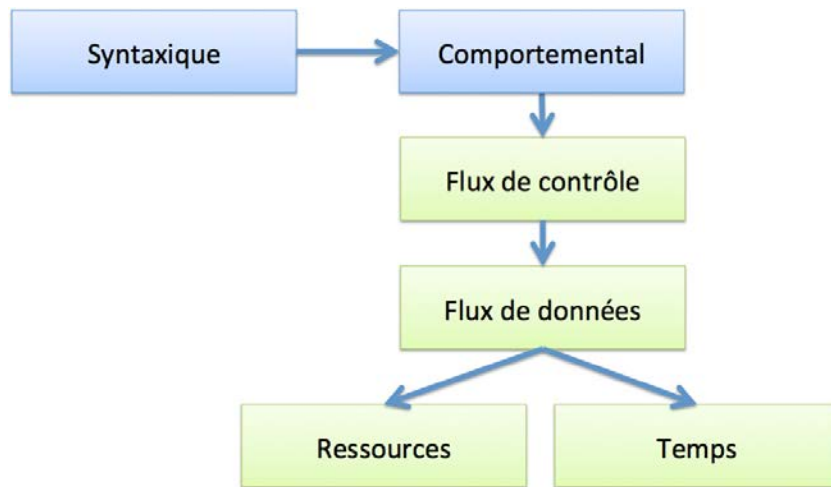 Syntaxique
Comportemental
Flux de contrôle
Flux de données
Ressources
Temps